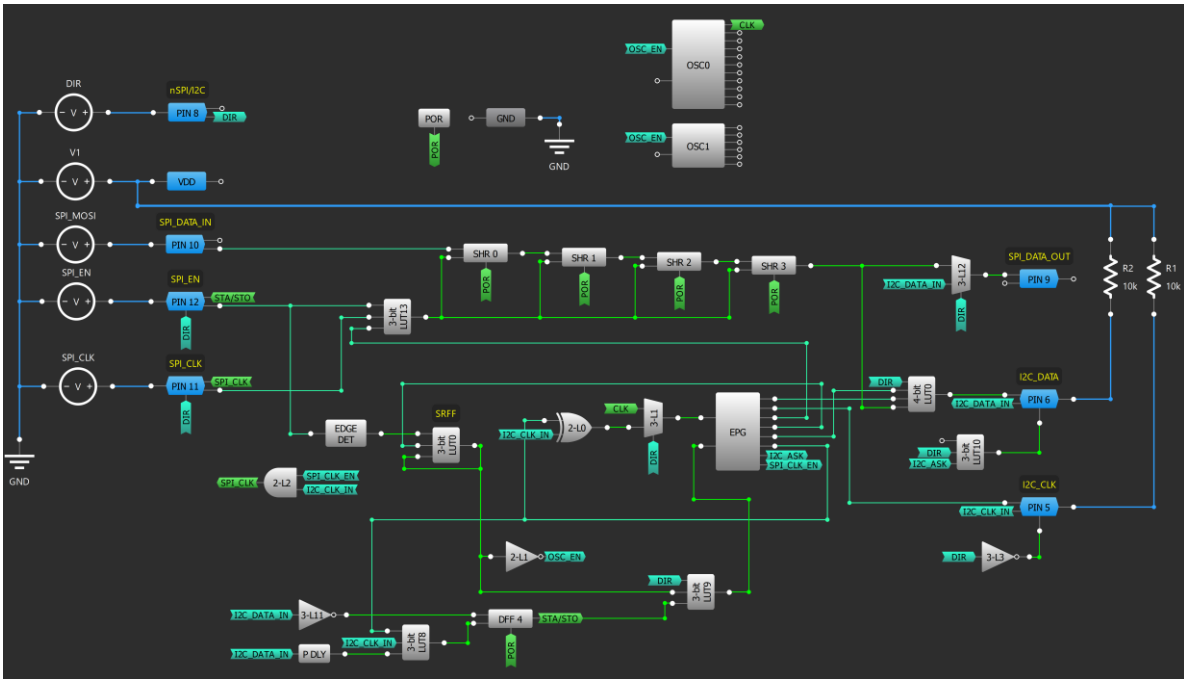 CLK
OSC_EN
OSC0
DIR
nSPI/I2C
- V +
PIN 8
DIR
POR
POR
GND
GND
OSC_EN
OSC1
V1
- V +
VDD
SPI_MOSI
SPI_DATA_IN
- V +
PIN 10
SHR 0
SHR 1
SHR 2
SHR 3
POR
POR
POR
POR
3-L12
I2C_DATA_IN
DIR
SPI_DATA_OUT
PIN 9
R2
10k
R1
10k
SPI_EN
SPI_EN
- V +
PIN 12
STA/STO
DIR
3-bit
LUT13
SPI_CLK
SPI_CLK
- V +
PIN 11
SPI_CLK
DIR
GND
EDGE
DET
SRFF
3-bit
LUT0
I2C_CLK_IN
2-L0
CLK
3-L1
DIR
EPG
I2C_ASK
SPI_CLK_EN
DIR
4-bit
LUT0
I2C_DATA
I2C_DATA_IN
PIN 6
DIR
I2C_ASK
3-bit
LUT10
I2C_CLK
I2C_CLK_IN
PIN 5
DIR
3-L3
SPI_CLK
2-L2
SPI_CLK_EN
I2C_CLK_IN
2-L1
OSC_EN
DIR
3-bit
LUT9
I2C_DATA_IN
3-L11
I2C_CLK_IN
I2C_DATA_IN
P DLY
3-bit
LUT8
DFF 4
STA/STO
POR